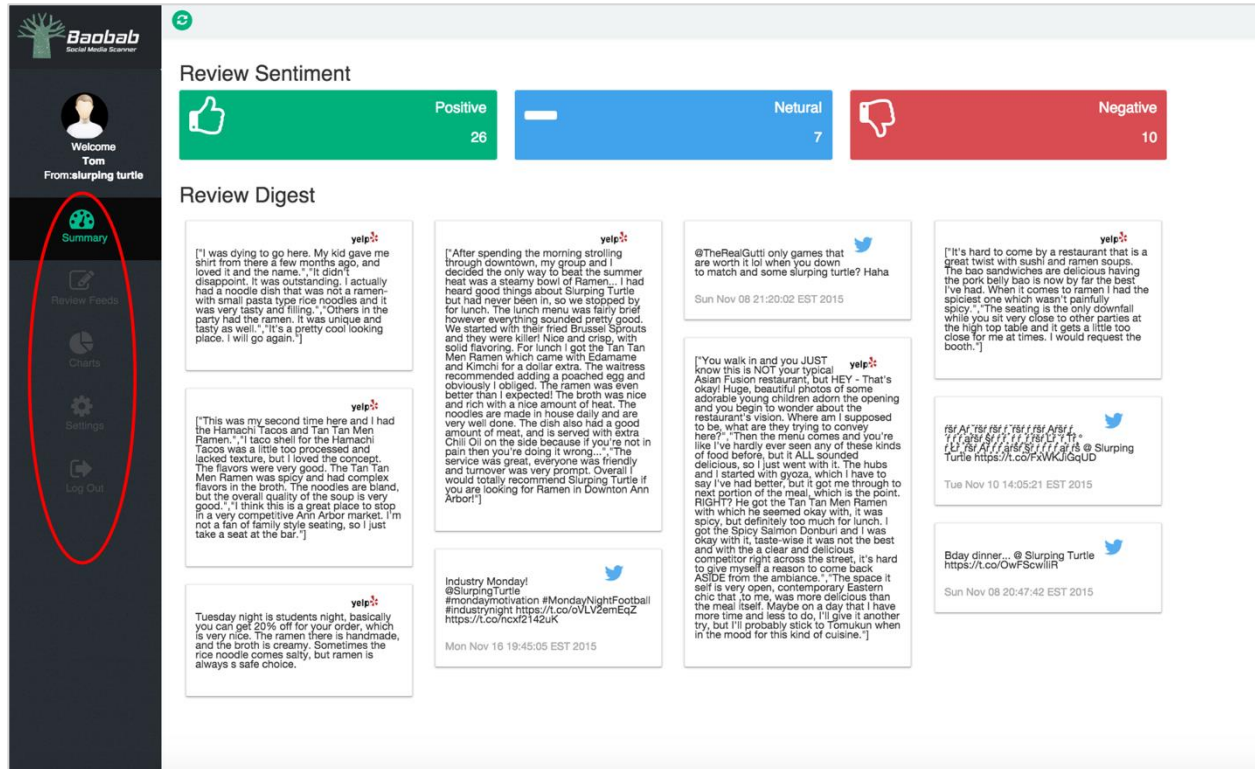 Baobab
Social Media Scanner
Welcome
Tom
From:slurping turtle
Summary
Review Feeds
Charts
Settings
Log Out
Review Sentiment
Positive
26
Netural
7
Negative
10
Review Digest
yelp
["I was dying to go here. My kid gave me
shirt from there a few months ago, and
loved it and the name.","It didn't
disappoint. It was outstanding. I actually
had a noodle dish that was not a ramen-
with small pasta type rice noodles and it
was very tasty and filling.","Others in the
party had the ramen. It was unique and
tasty as well.","It's a pretty cool looking
place. I will go again."]
yelp
["This was my second time here and I had
the Hamachi Tacos and Tan Tan Men
Ramen.","I taco shell for the Hamachi
Tacos was a little too processed and
lacked texture, but I loved the concept.
The flavors were very good. The Tan Tan
Men Ramen was spicy and had complex
flavors in the broth. The noodles are bland,
but the overall quality of the soup is very
good.","I think this is a great place to stop
in a very competitive Ann Arbor market. I'm
not a fan of family style seating, so I just
take a seat at the bar."]
yelp
Tuesday night is students night, basically
you can get 20% off for your order, which
is very nice. The ramen there is handmade,
and the broth is creamy. Sometimes the
rice noodle comes salty, but ramen is
always s safe choice.
yelp
["After spending the morning strolling
through downtown, my group and I
decided the only way to beat the summer
heat was a steamy bowl of Ramen... I had
heard good things about Slurping Turtle
but had never been in, so we stopped by
for lunch. The lunch menu was fairly brief
however everything sounded pretty good.
We started with their fried Brussel Sprouts
and they were killer! Nice and crisp, with
solid flavoring. For lunch I got the Tan Tan
Men Ramen which came with Edamame
and Kimchi for a dollar extra. The waitress
recommended adding a poached egg and
obviously I obliged. The ramen was even
better than I expected! The broth was nice
and rich with a nice amount of heat. The
noodles are made in house daily and are
very well done. The dish also had a good
amount of meat, and is served with extra
Chili Oil on the side because if you're not in
pain then you're doing it wrong...","The
service was great, everyone was friendly
and turnover was very prompt. Overall I
would totally recommend Slurping Turtle if
you are looking for Ramen in Downton Ann
Arbor!"]
Industry Monday!
@SlurpingTurtle
#mondaymotivation #MondayNightFootball
#industrynight https://t.co/oVLV2emEqZ
https://t.co/ncxf2142uK
Mon Nov 16 19:45:05 EST 2015
@TheRealGutti only games that
are worth it lol when you down
to match and some slurping turtle? Haha
Sun Nov 08 21:20:02 EST 2015
yelp
["You walk in and you JUST
know this is NOT your typical
Asian Fusion restaurant, but HEY - That's
okay! Huge, beautiful photos of some
adorable young children adorn the opening
and you begin to wonder about the
restaurant's vision. Where am I supposed
to be, what are they trying to convey
here?","Then the menu comes and you're
like I've hardly ever seen any of these kinds
of food before, but it ALL sounded
delicious, so I just went with it. The hubs
and I started with gyoza, which I have to
say I've had better, but it got me through to
next portion of the meal, which is the point.
RIGHT? He got the Tan Tan Men Ramen
with which he seemed okay with, it was
spicy, but definitely too much for lunch. I
got the Spicy Salmon Donburi and I was
okay with it, taste-wise it was not the best
and with the a clear and delicious
competitor right across the street, it's hard
to give myself a reason to come back
ASIDE from the ambiance.","The space it
self is very open, contemporary Eastern
chic that ,to me, was more delicious than
the meal itself. Maybe on a day that I have
more time and less to do, I'll give it another
try, but I'll probably stick to Tomukun when
in the mood for this kind of cuisine."]
yelp
["It's hard to come by a restaurant that is a
great twist with sushi and ramen soups.
The bao sandwiches are delicious having
the pork belly bao is now by far the best
I've had. When it comes to ramen I had the
spiciest one which wasn't painfully
spicy.","The seating is the only downfall
while you sit very close to other parties at
the high top table and it gets a little too
close for me at times. I would request the
booth."]
@ Slurping
Turtle https://t.co/FxWKJiGqUD
Tue Nov 10 14:05:21 EST 2015
Bday dinner... @ Slurping Turtle
https://t.co/OwFScwiliR
Sun Nov 08 20:47:42 EST 2015